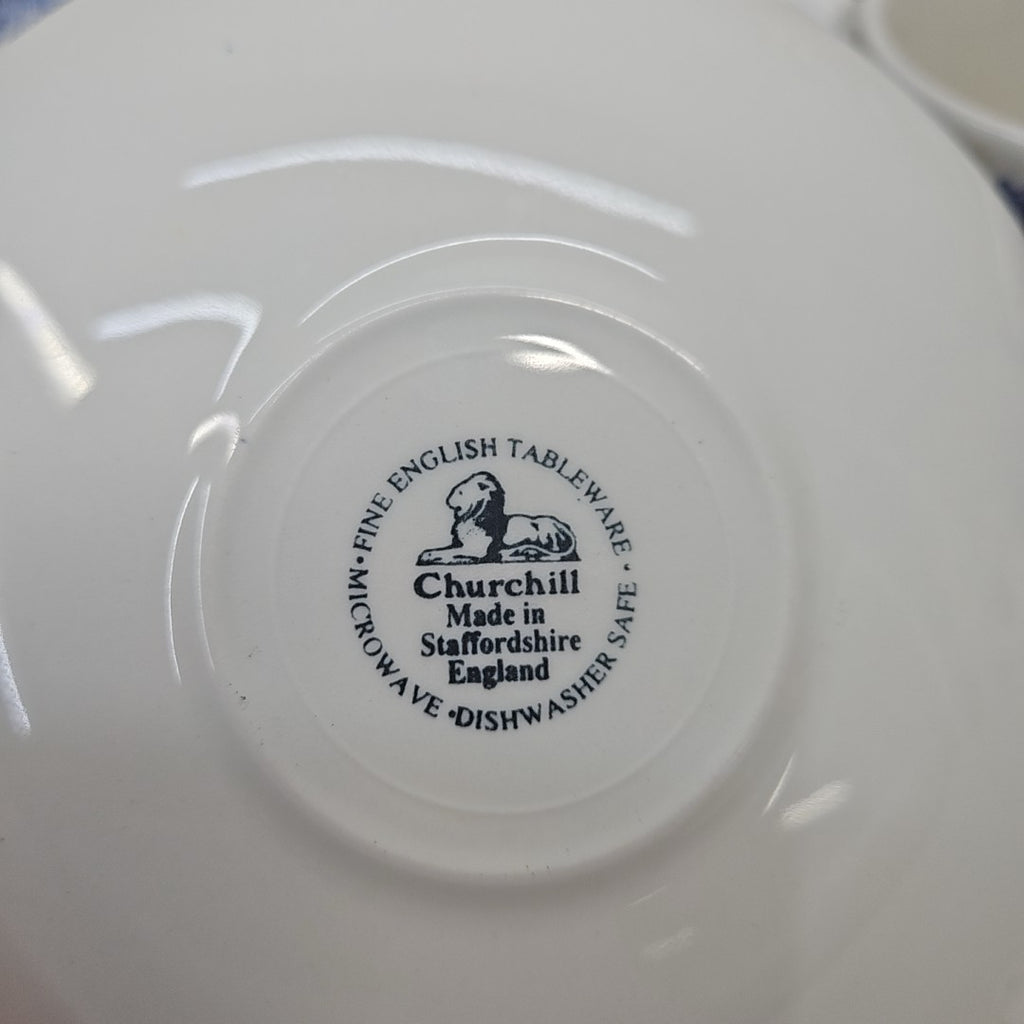 • FINE ENGLISH TABLEWARE •
Churchill
Made in
Staffordshire
England
MICROWAVE • DISHWASHER SAFE